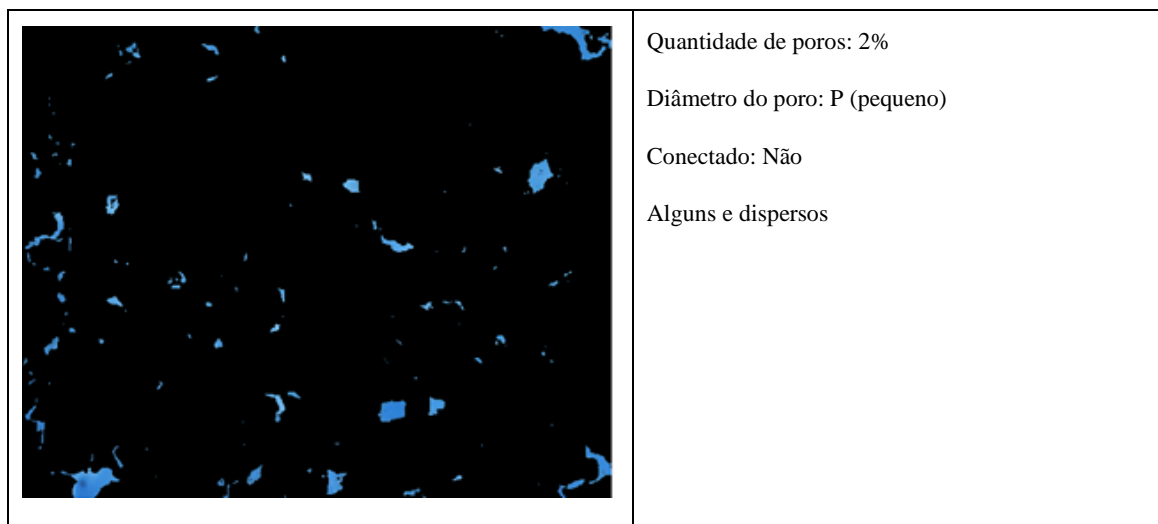 Quantidade de poros: 2%
Diâmetro do poro: P (pequeno)
Conectado: Não
Alguns e dispersos